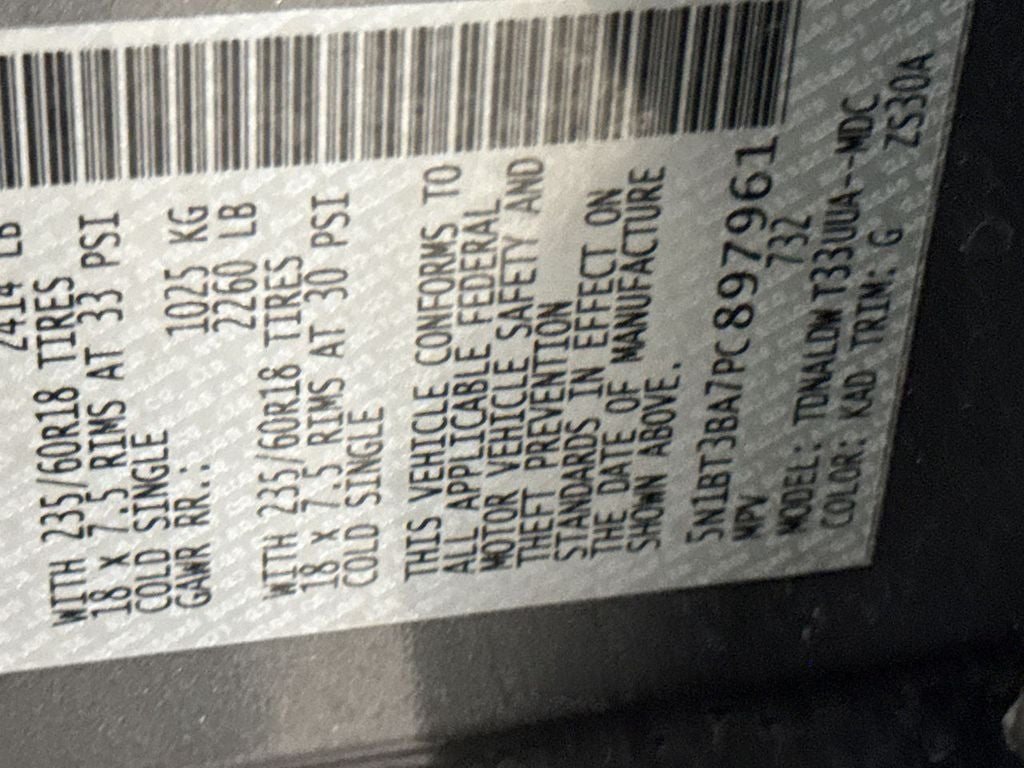 2414 LB
WITH 235/60R18 TIRES
18 X 7.5 RIMS AT 33 PSI
COLD SINGLE
GAWR RR.: 1025 KG
2260 LB
WITH 235/60R18 TIRES
18 X 7.5 RIMS AT 30 PSI
COLD SINGLE
THIS VEHICLE CONFORMS TO
ALL APPLICABLE FEDERAL
MOTOR VEHICLE SAFETY AND
THEFT PREVENTION
STANDARDS IN EFFECT ON
THE DATE OF MANUFACTURE
SHOWN ABOVE.
5N1BT3BA7PC897961
MPV 732
MODEL: TDNALDW T33UUA--MDC
COLOR: KAD TRIM: G ZS30A